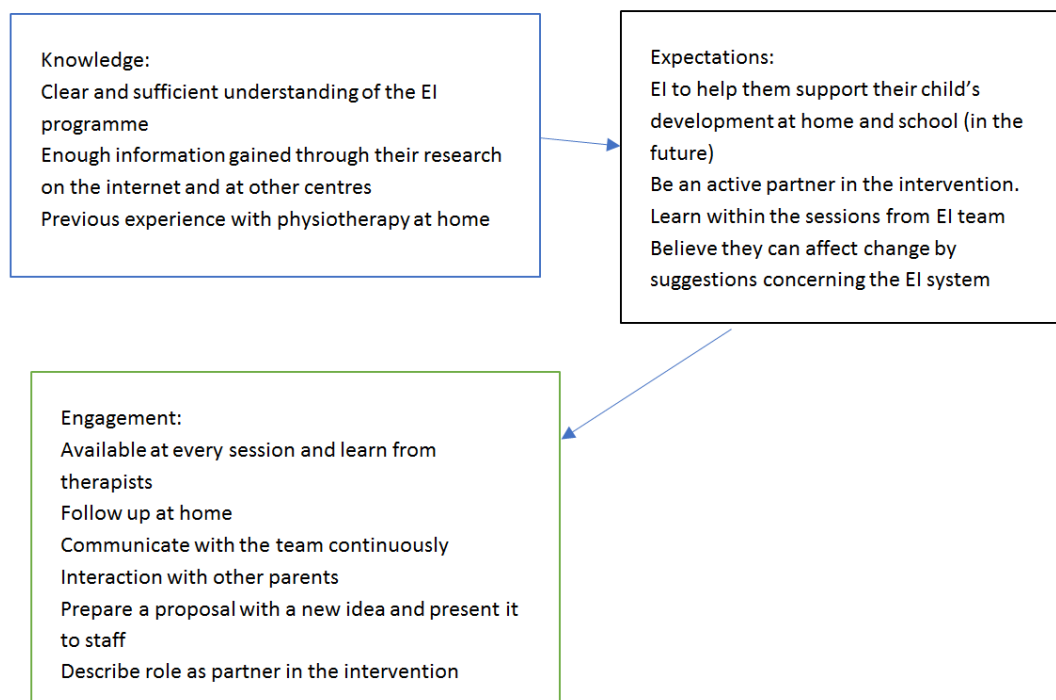 Knowledge:
Clear and sufficient understanding of the EI
programme
Enough information gained through their research
on the internet and at other centres
Previous experience with physiotherapy at home
Expectations:
EI to help them support their child's
development at home and school (in the
future)
Be an active partner in the intervention.
Learn within the sessions from EI team
Believe they can affect change by
suggestions concerning the EI system
Engagement:
Available at every session and learn from
therapists
Follow up at home
Communicate with the team continuously
Interaction with other parents
Prepare a proposal with a new idea and present it
to staff
Describe role as partner in the intervention